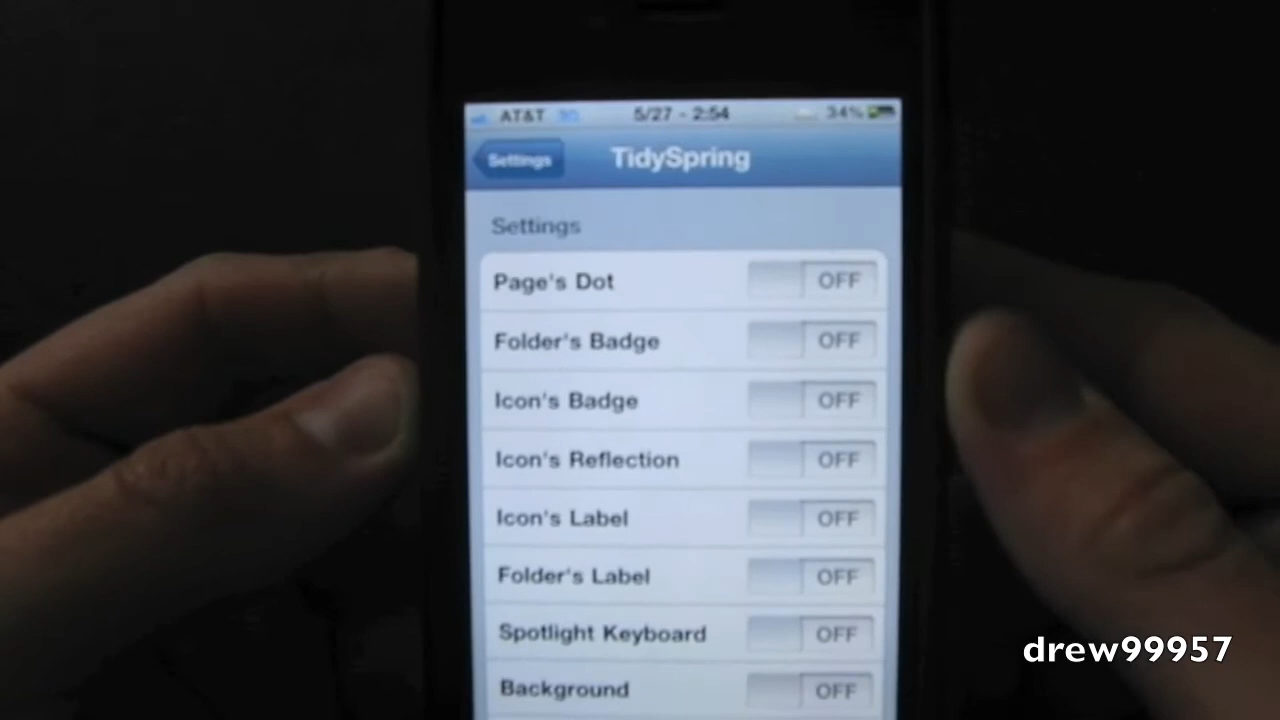 AT&T 3G 5/27 - 2:54 34%
Settings TidySpring
Settings
Page's Dot OFF
Folder's Badge OFF
Icon's Badge OFF
Icon's Reflection OFF
Icon's Label OFF
Folder's Label OFF
Spotlight Keyboard OFF
Background OFF
drew99957